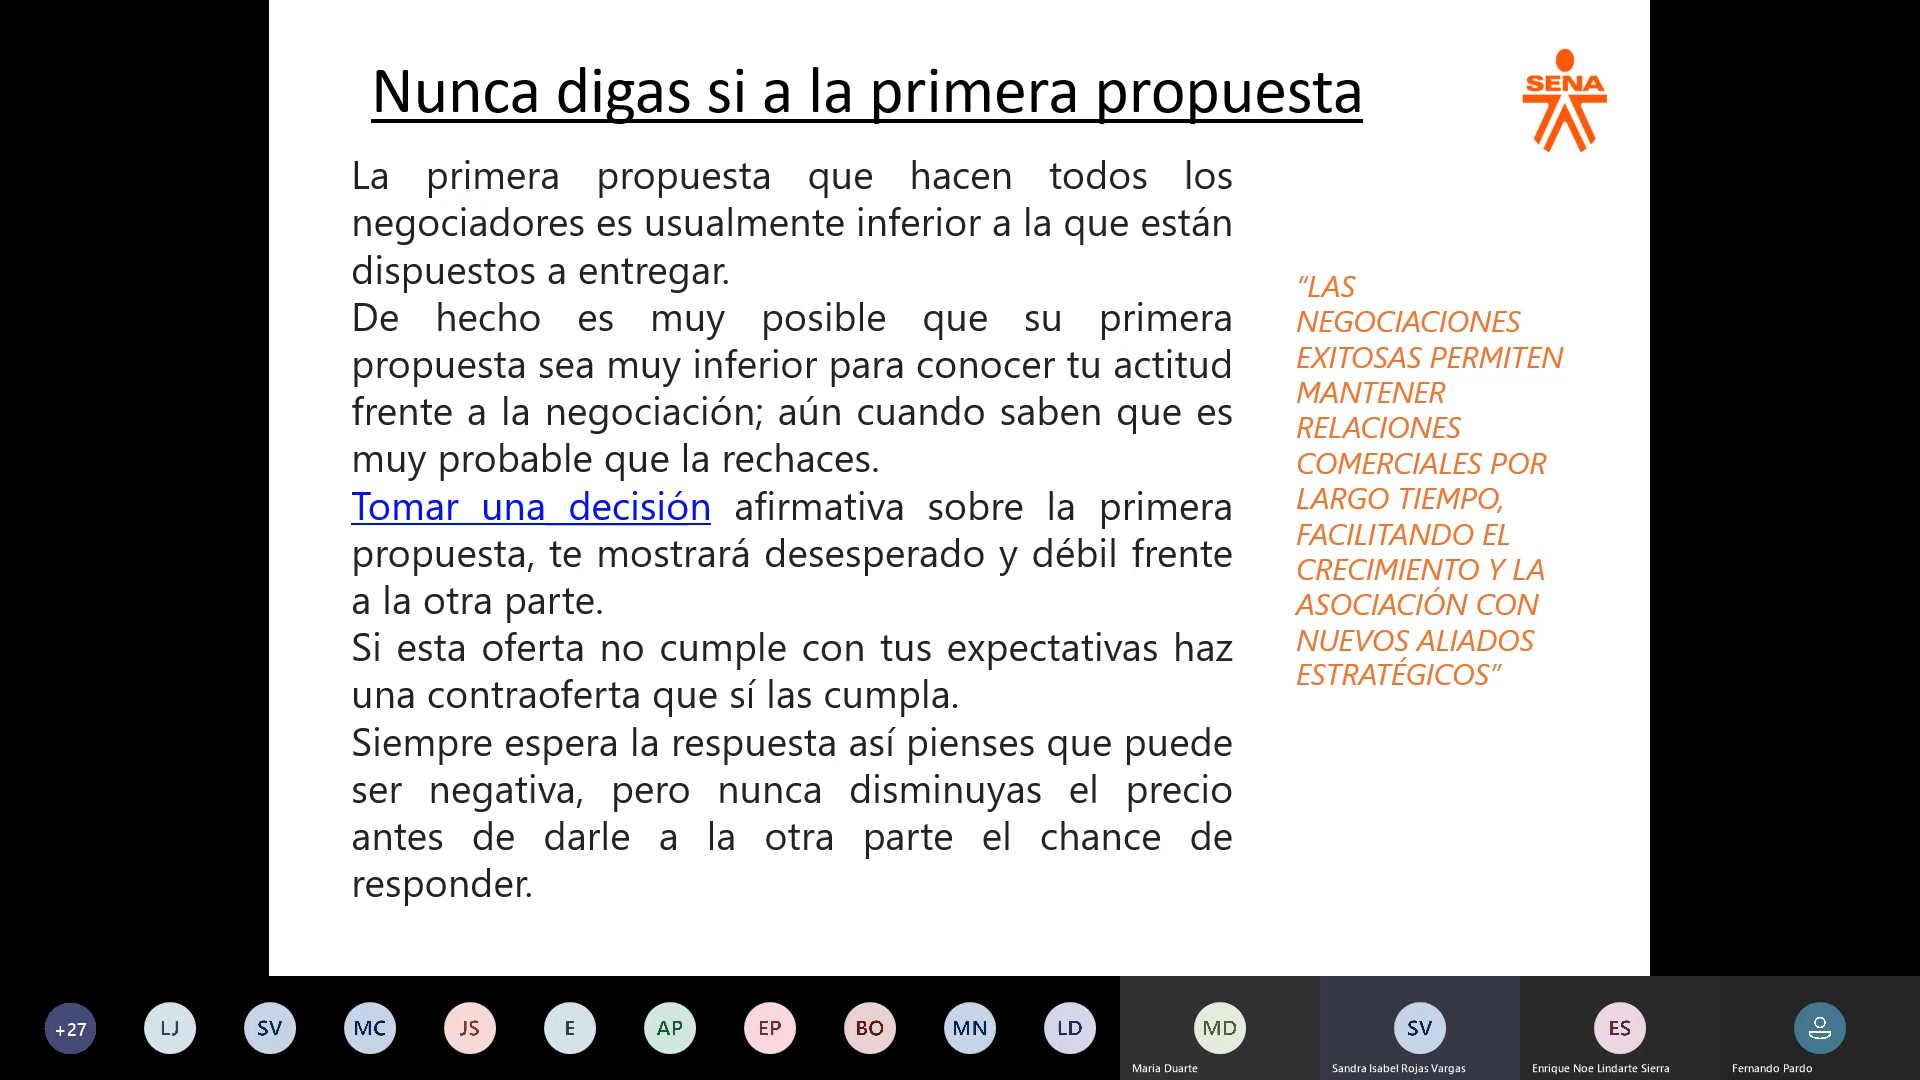 Nunca digas si a la primera propuesta
SENA
La primera propuesta que hacen todos los
negociadores es usualmente inferior a la que están
dispuestos a entregar.
De hecho es muy posible que su primera
propuesta sea muy inferior para conocer tu actitud
frente a la negociación; aún cuando saben que es
muy probable que la rechaces.
Tomar una decisión afirmativa sobre la primera
propuesta, te mostrará desesperado y débil frente
a la otra parte.
Si esta oferta no cumple con tus expectativas haz
una contraoferta que sí las cumpla.
Siempre espera la respuesta así pienses que puede
ser negativa, pero nunca disminuyas el precio
antes de darle a la otra parte el chance de
responder.
“LAS
NEGOCIACIONES
EXITOSAS PERMITEN
MANTENER
RELACIONES
COMERCIALES POR
LARGO TIEMPO,
FACILITANDO EL
CRECIMIENTO Y LA
ASOCIACIÓN CON
NUEVOS ALIADOS
ESTRATÉGICOS”
+27
LJ
SV
MC
JS
E
AP
EP
BO
MN
LD
MD
Maria Duarte
SV
Sandra Isabel Rojas Vargas
ES
Enrique Noe Lindarte Sierra
Fernando Pardo